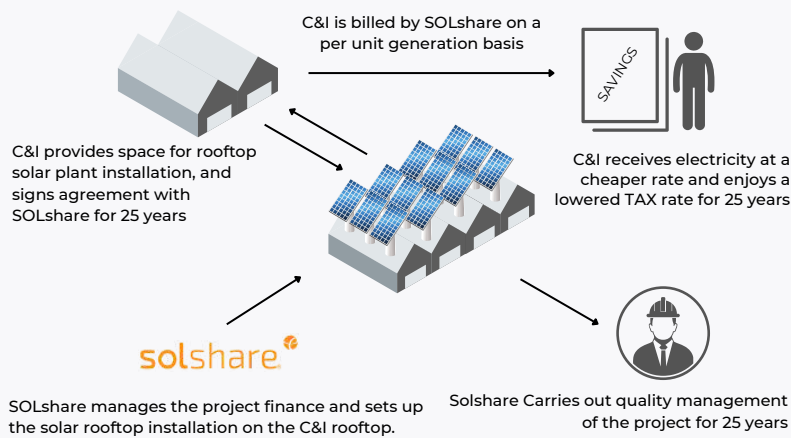 C&I is billed by SOLshare on a
per unit generation basis
SAVINGS
C&I provides space for rooftop
solar plant installation, and
signs agreement with
SOLshare for 25 years
C&I receives electricity at a
cheaper rate and enjoys a
lowered TAX rate for 25 years
solshare
SOLshare manages the project finance and sets up
the solar rooftop installation on the C&I rooftop.
Solshare Carries out quality management
of the project for 25 years